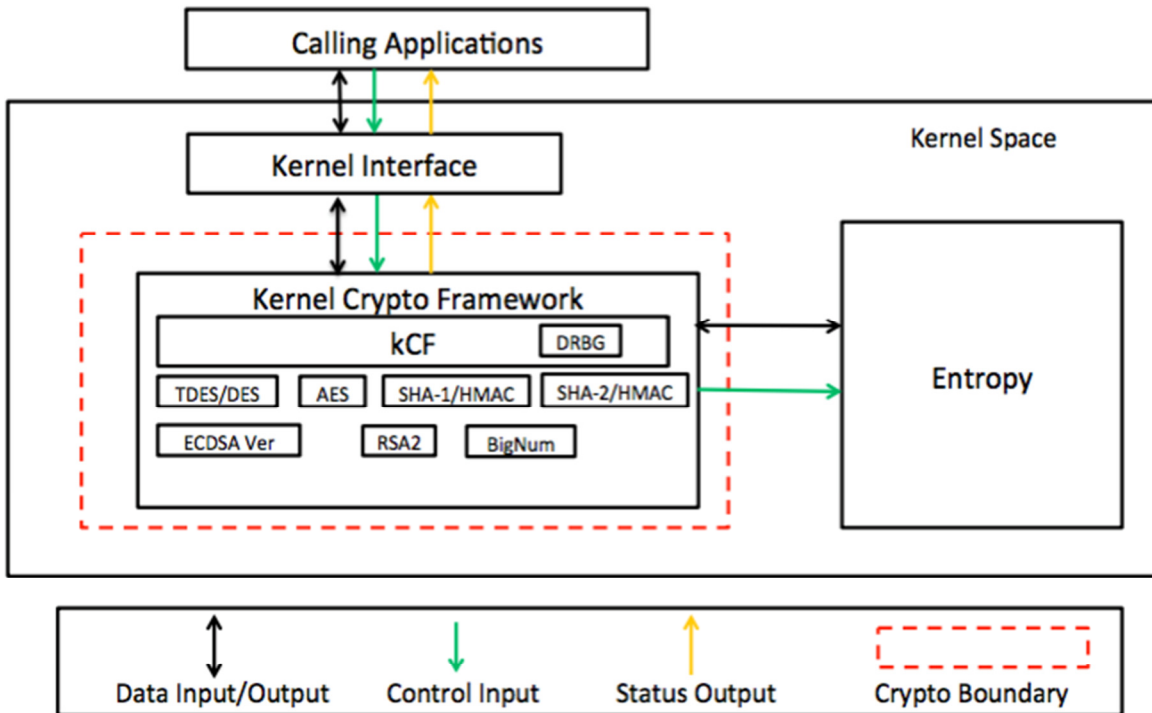 Calling Applications
Kernel Space
Kernel Interface
Kernel Crypto Framework
kCF
DRBG
TDES/DES
AES
SHA-1/HMAC
SHA-2/HMAC
ECDSA Ver
RSA2
BigNum
Entropy
Data Input/Output
Control Input
Status Output
Crypto Boundary